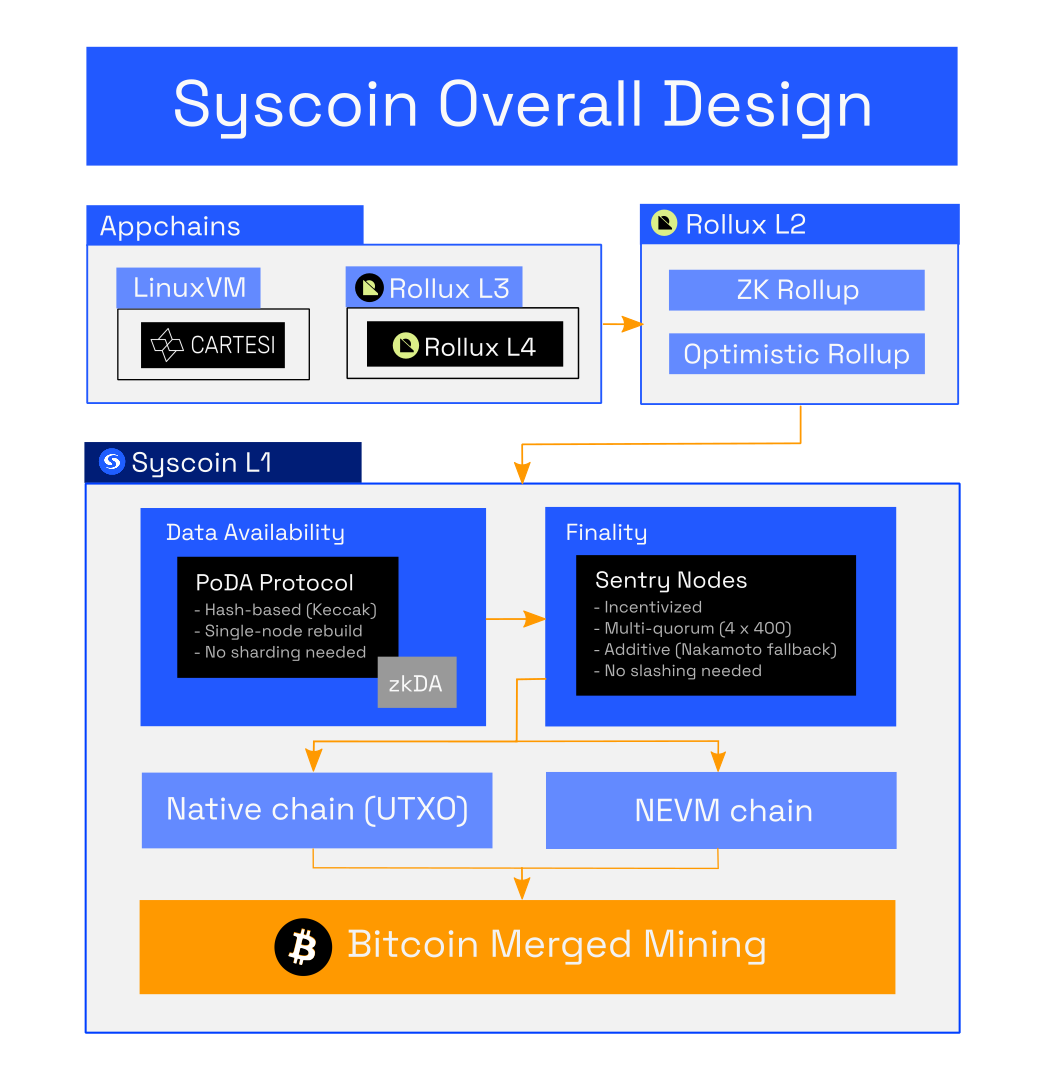 Syscoin Overall Design
Appchains
LinuxVM
CARTESI
Rollux L3
Rollux L4
Rollux L2
ZK Rollup
Optimistic Rollup
Syscoin L1
Data Availability
PoDA Protocol
- Hash-based (Keccak)
- Single-node rebuild
- No sharding needed
zkDA
Finality
Sentry Nodes
- Incentivized
- Multi-quorum (4 x 400)
- Additive (Nakamoto fallback)
- No slashing needed
Native chain (UTXO)
NEVM chain
Bitcoin Merged Mining